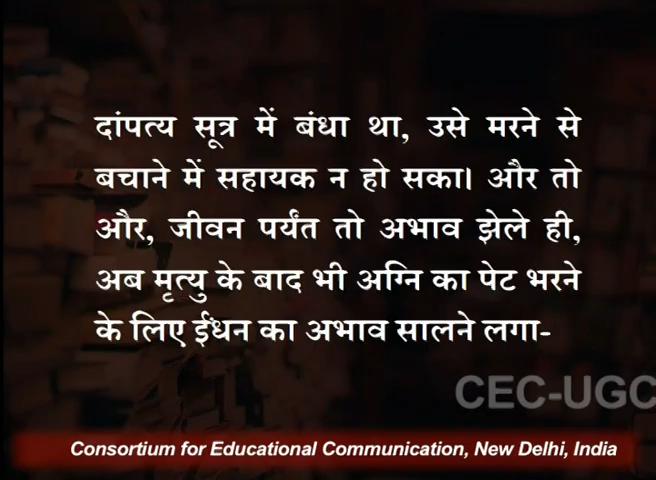 दांपत्य सूत्र में बंधा था, उसे मरने से
बचाने में सहायक न हो सका। और तो
और, जीवन पर्यंत तो अभाव झेले ही,
अब मृत्यु के बाद भी अग्नि का पेट भरने
के लिए ईंधन का अभाव सालने लगा-
CEC-UGC
Consortium for Educational Communication, New Delhi, India